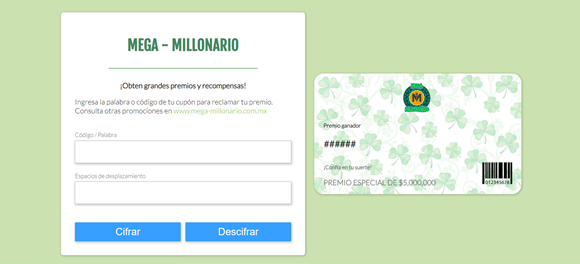 MEGA - MILLONARIO
¡Obten grandes premios y recompensas!
Ingresa la palabra o código de tu cupón para reclamar tu premio.
Consulta otras promociones en www.mega-millonario.com.mx
Código / Palabra
Espacios de desplazamiento
Cifrar Descifrar
M
Premio ganador
######
¡Confia en tu suerte!
PREMIO ESPECIAL DE $5,000,000
012345678